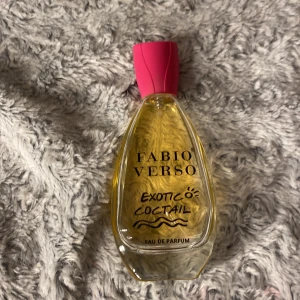 FABIO
VERSO
EXOTIC
COCTAIL
EAU DE PARFUM